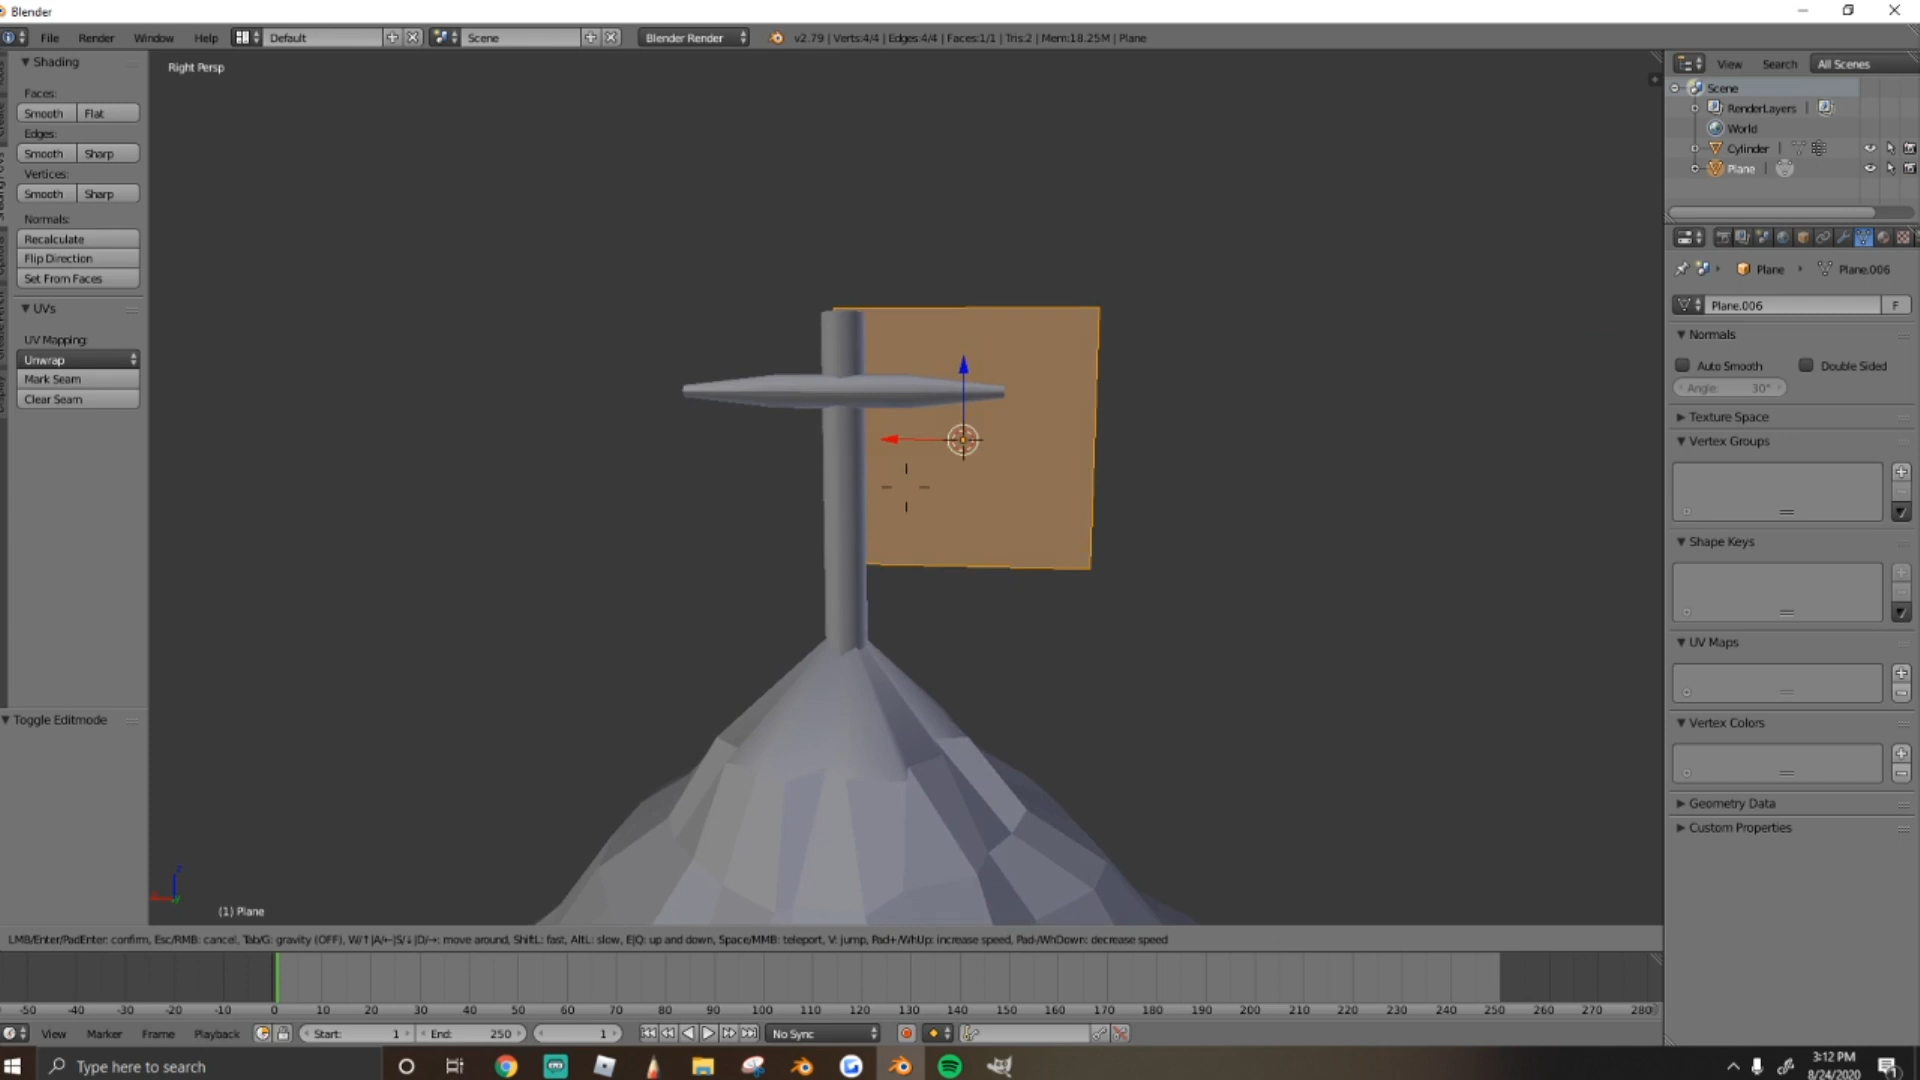 Blender
File Render Window Help Default Scene Blender Render v2.79 | Verts:4/4 | Edges:4/4 | Faces:1/1 | Tris:2 | Mem:18.25M | Plane
Shading
Faces:
Smooth Flat
Edges:
Smooth Sharp
Vertices:
Smooth Sharp
Normals:
Recalculate
Flip Direction
Set From Faces
UVs
UV Mapping:
Unwrap
Mark Seam
Clear Seam
Toggle Editmode
Right Persp
(1) Plane
View Search All Scenes
Scene
RenderLayers
World
Cylinder
Plane
Plane Plane.006
Plane.006 F
Normals
Auto Smooth Double Sided
Angle: 30°
Texture Space
Vertex Groups
Shape Keys
UV Maps
Vertex Colors
Geometry Data
Custom Properties
LMB/Enter/PadEnter: confirm, Esc/RMB: cancel, Tab/G: gravity (OFF), W/↑|A/←|S/↓|D/→: move around, ShiftL: fast, AltL: slow, E|Q: up and down, Space/MMB: teleport, V: jump, Pad+/WhUp: increase speed, Pad-/WhDown: decrease speed
-50 -40 -30 -20 -10 0 10 20 30 40 50 60 70 80 90 100 110 120 130 140 150 160 170 180 190 200 210 220 230 240 250 260 270 280
View Marker Frame Playback Start: 1 End: 250 1 No Sync
Type here to search
3:12 PM
8/24/2020